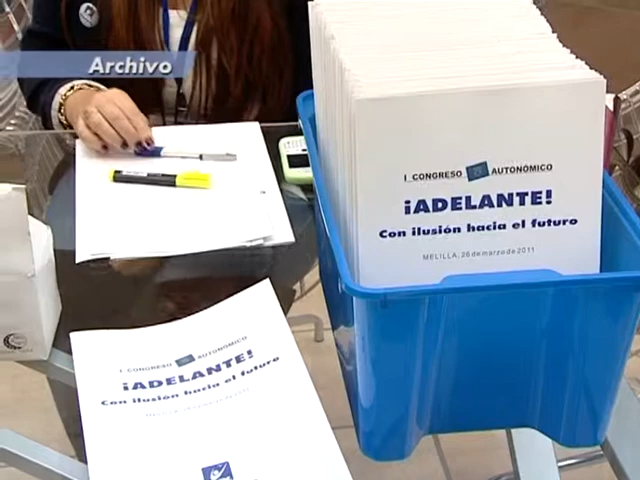 Archivo
I CONGRESO AUTONÓMICO
¡ADELANTE!
Con ilusión hacia el futuro
MELILLA, 26 de marzo de 2011
I CONGRESO AUTONÓMICO
¡ADELANTE!
Con ilusión hacia el futuro